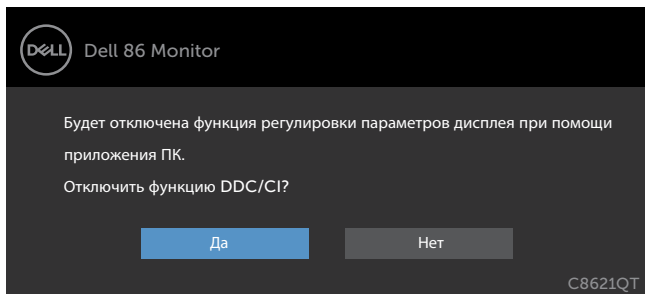 DELL Dell 86 Monitor
Будет отключена функция регулировки параметров дисплея при помощи
приложения ПК.
Отключить функцию DDC/CI?
Да Нет
C8621QT